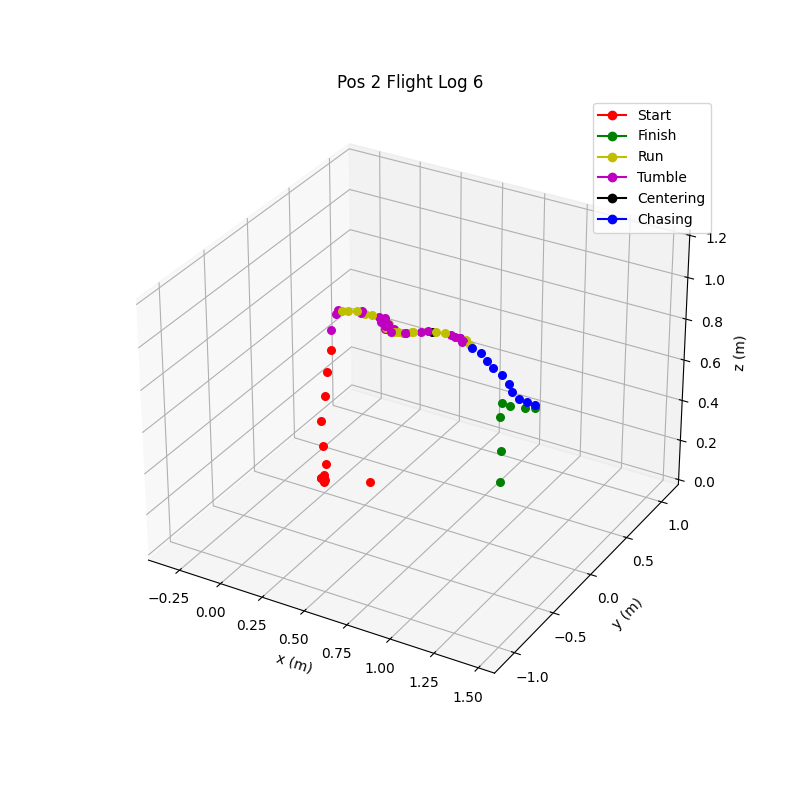 Pos 2 Flight Log 6
Start
Finish
Run
Tumble
Centering
Chasing
1.2
1.0
0.8
0.6
0.4
0.2
0.0
z (m)
1.0
0.5
0.0
−0.5
−1.0
y (m)
−0.25
0.00
0.25
0.50
0.75
1.00
1.25
1.50
x (m)